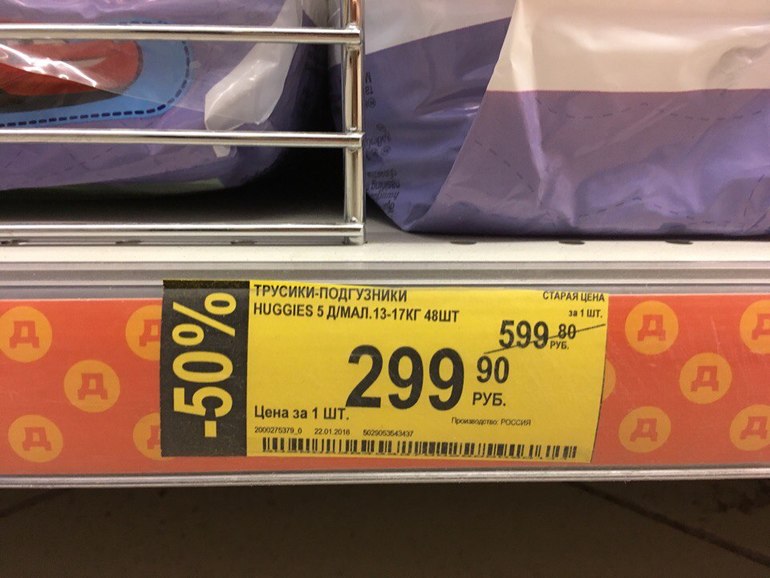 -50%
ТРУСИКИ-ПОДГУЗНИКИ
HUGGIES 5 Д/МАЛ.13-17КГ 48ШТ
СТАРАЯ ЦЕНА
за 1 ШТ.
599 80
РУБ.
299 90
РУБ.
Цена за 1 ШТ.
Производство: РОССИЯ
2000275379_0 22.01.2016 5029053543437
Д Д Д Д Д Д Д Д Д Д